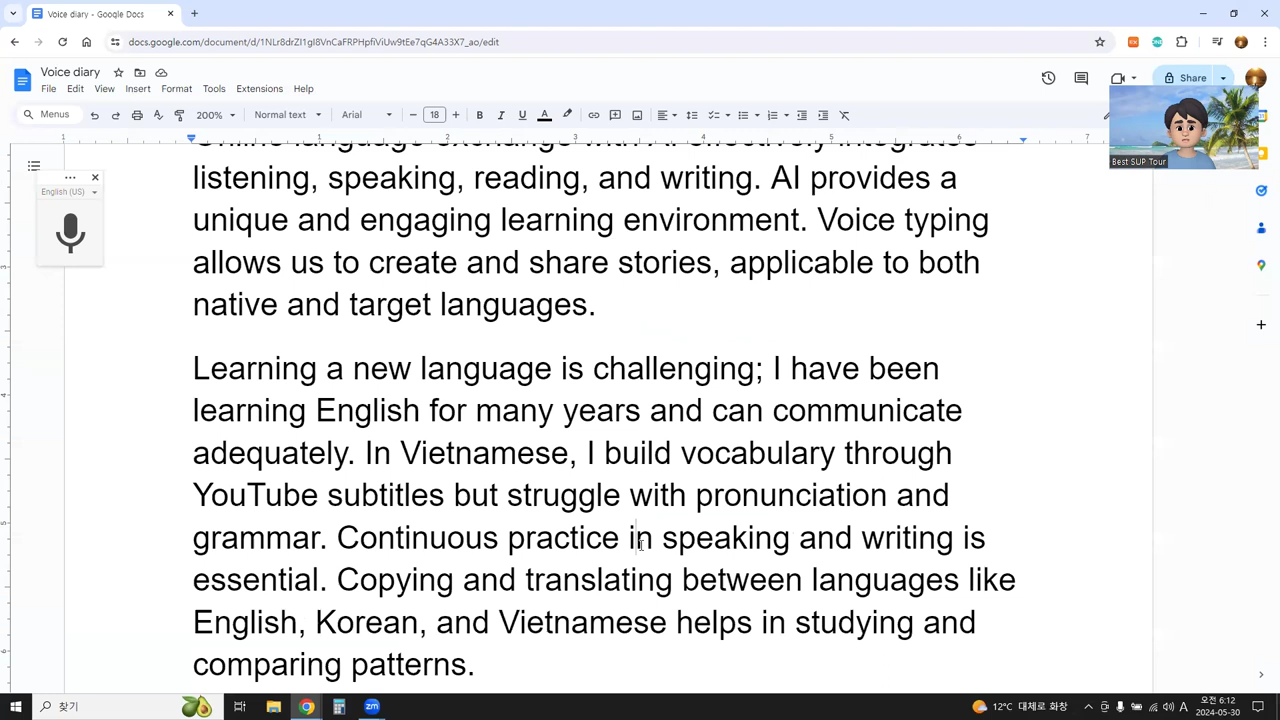 Voice diary - Google Docs
docs.google.com/document/d/1NLr8drZI1gI8VnCaFRPHpfiViUw9tEe7qG4A33X7_ao/edit
Voice diary
File Edit View Insert Format Tools Extensions Help
Share
Menus 200% Normal text Arial 18
Best SUP Tour
English (US)
listening, speaking, reading, and writing. AI provides a
unique and engaging learning environment. Voice typing
allows us to create and share stories, applicable to both
native and target languages.
Learning a new language is challenging; I have been
learning English for many years and can communicate
adequately. In Vietnamese, I build vocabulary through
YouTube subtitles but struggle with pronunciation and
grammar. Continuous practice in speaking and writing is
essential. Copying and translating between languages like
English, Korean, and Vietnamese helps in studying and
comparing patterns.
찾기
12°C 대체로 화창
오전 6:12
2024-05-30